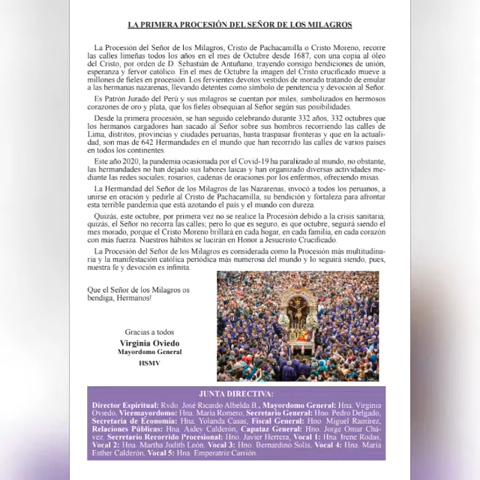 LA PRIMERA PROCESIÓN DEL SEÑOR DE LOS MILAGROS
La Procesión del Señor de los Milagros, Cristo de Pachacamilla o Cristo Moreno, recorre
las calles limeñas todos los años en el mes de Octubre desde 1687, con una copia al óleo
del Cristo, por orden de D. Sebastián de Antuñano, trayendo consigo bendiciones de unión,
esperanza y fervor católico. En el mes de Octubre la imagen del Cristo crucificado mueve a
millones de fieles en procesión. Los fervientes devotos vestidos de morado tratando de emular
a las hermanas nazarenas, llevando detentes como símbolo de penitencia y devoción al Señor.
Es Patrón Jurado del Perú y sus milagros se cuentan por miles, simbolizados en hermosos
corazones de oro y plata, que los fieles obsequian al Señor según sus posibilidades.
Desde la primera procesión, se han seguido celebrando durante 332 años, 332 octubres que
los hermanos cargadores han sacado al Señor sobre sus hombros recorriendo las calles de
Lima, distritos, provincias y ciudades peruanas, hasta traspasar fronteras y que en la actuali-
dad, son mas de 642 Hermandades en el mundo que han recorrido las calles de varios países
en todos los continentes.
Este año 2020, la pandemia ocasionada por el Covid-19 ha paralizado al mundo, no obstante,
las hermandades no han dejado sus labores laicas y han organizado diversas actividades me-
diante las redes sociales; rosarios, cadenas de oraciones por los enfermos, ofreciendo misas.
La Hermandad del Señor de los Milagros de las Nazarenas, invocó a todos los peruanos, a
unirse en oración y pedirle al Cristo de Pachacamilla, su bendición y fortaleza para afrontar
esta terrible pandemia que está azotando el país y el mundo con dureza.
Quizás, este octubre, por primera vez no se realice la Procesión debido a la crisis sanitaria;
quizás, el Señor no recorra las calles; pero lo que es seguro, es que octubre, seguirá siendo el
mes morado, porque el Cristo Moreno brillará en cada hogar, en cada familia, en cada corazón
con más fuerza. Nuestros hábitos se lucirán en Honor a Jesucristo Crucificado.
La Procesión del Señor de los Milagros es considerada como la Procesión más multitudina-
ria y la manifestación católica periódica más numerosa del mundo y lo seguirá siendo, pues,
nuestra fe y devoción es infinita.
Que el Señor de los Milagros os
bendiga, Hermanos!
Gracias a todos
Virginia Oviedo
Mayordomo General
HSMV
JUNTA DIRECTIVA:
Director Espiritual: Rvdo. José Ricardo Albelda B., Mayordomo General: Hna. Virginia
Oviedo, Vicemayordomo: Hna. María Romero, Secretario General: Hno. Pedro Delgado,
Secretaria de Economía: Hna. Yolanda Casas, Fiscal General: Hno. Miguel Ramírez,
Relaciones Públicas: Hna. Aidey Calderón, Capataz General: Hno. Jorge Omar Chá-
vez, Secretario Recorrido Procesional: Hno. Javier Herrera, Vocal 1: Hna. Irene Rodas,
Vocal 2: Hna. Martha Judith León, Vocal 3: Hno. Bernardino Solis, Vocal 4: Hna. María
Esther Calderón, Vocal 5: Hna. Emperatriz Carrión.